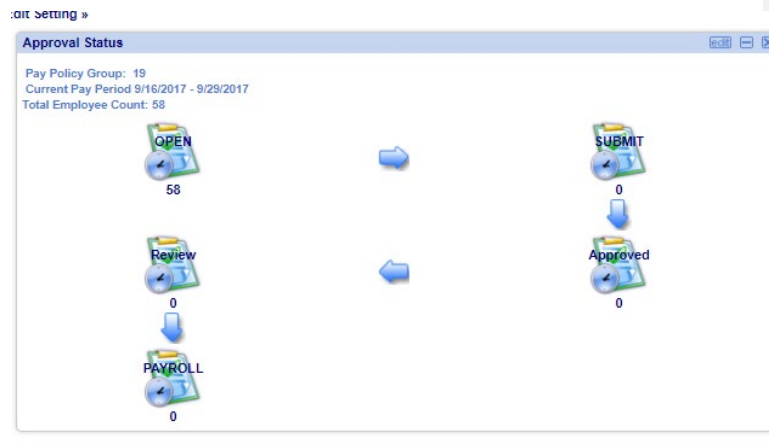 Edit Setting »
Approval Status edit
Pay Policy Group: 19
Current Pay Period 9/16/2017 - 9/29/2017
Total Employee Count: 58
OPEN SUBMIT
58 0
Review Approved
0 0
PAYROLL
0